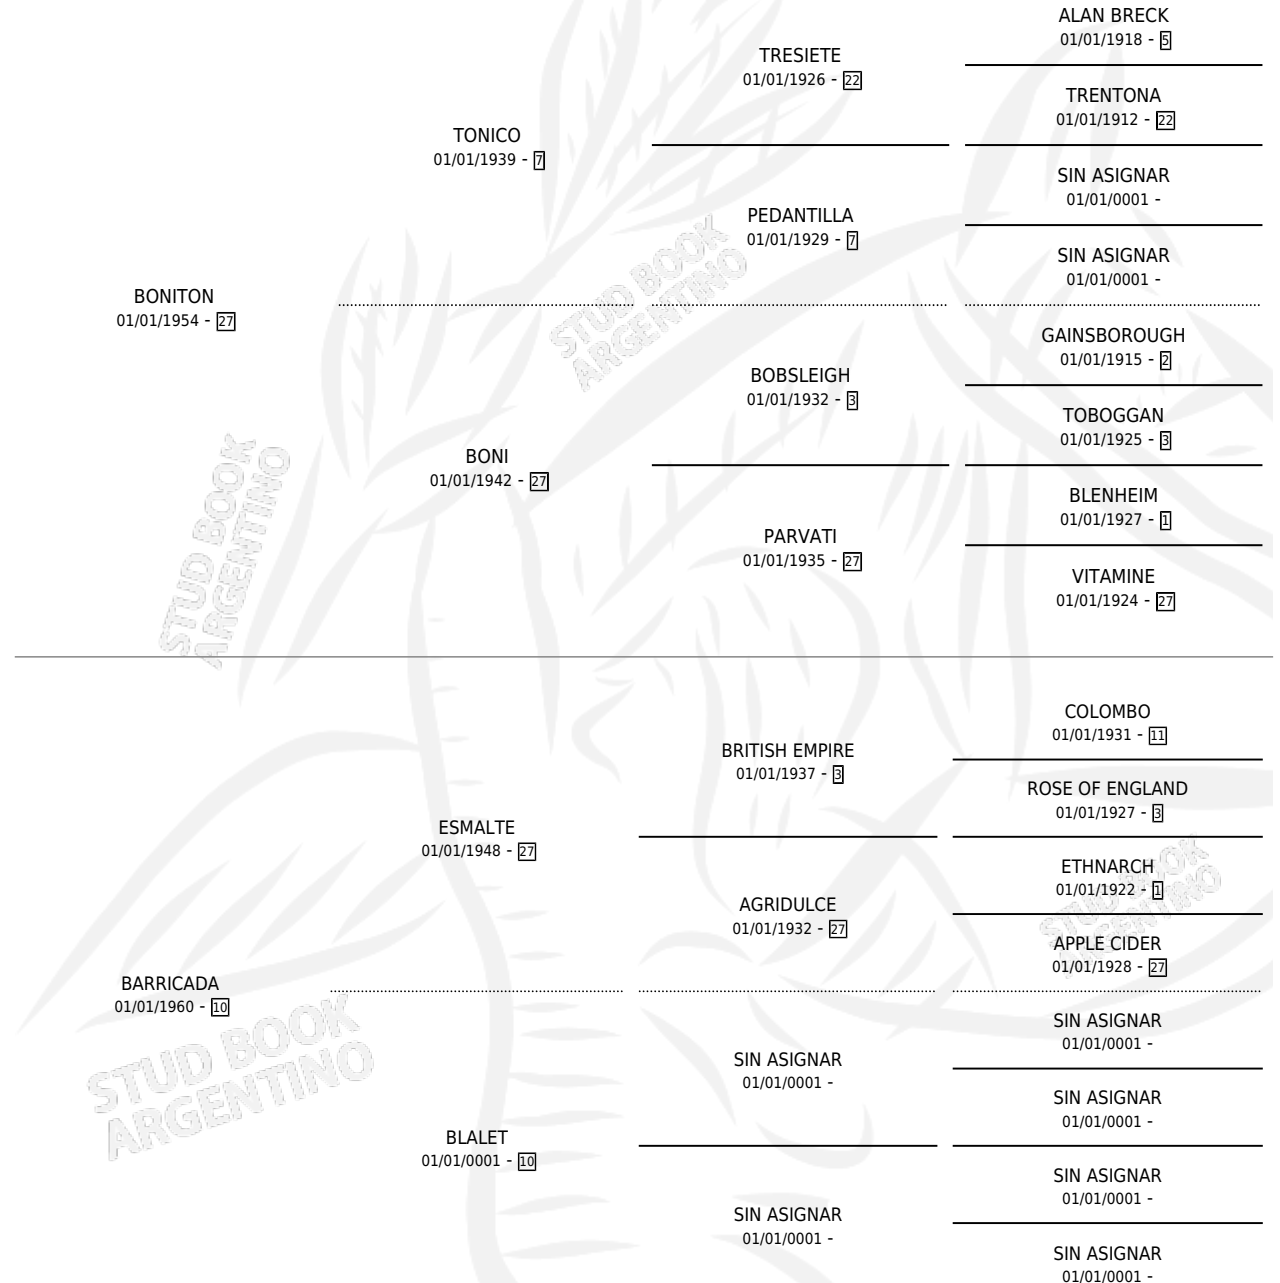 ALAN BRECK
01/01/1918 - 5
TRESIETE
01/01/1926 - 22
TRENTONA
01/01/1912 - 22
TONICO
01/01/1939 - 7
SIN ASIGNAR
01/01/0001 -
PEDANTILLA
01/01/1929 - 7
SIN ASIGNAR
01/01/0001 -
BONITON
01/01/1954 - 27
GAINSBOROUGH
01/01/1915 - 2
BOBSLEIGH
01/01/1932 - 3
TOBOGGAN
01/01/1925 - 3
BONI
01/01/1942 - 27
BLENHEIM
01/01/1927 - 1
PARVATI
01/01/1935 - 27
VITAMINE
01/01/1924 - 27
COLOMBO
01/01/1931 - 11
BRITISH EMPIRE
01/01/1937 - 3
ROSE OF ENGLAND
01/01/1927 - 3
ESMALTE
01/01/1948 - 27
ETHNARCH
01/01/1922 - 1
AGRIDULCE
01/01/1932 - 27
APPLE CIDER
01/01/1928 - 27
BARRICADA
01/01/1960 - 10
SIN ASIGNAR
01/01/0001 -
SIN ASIGNAR
01/01/0001 -
SIN ASIGNAR
01/01/0001 -
BLALET
01/01/0001 - 10
SIN ASIGNAR
01/01/0001 -
SIN ASIGNAR
01/01/0001 -
SIN ASIGNAR
01/01/0001 -
STUD BOOK
ARGENTINO
STUD BOOK
ARGENTINO
STUD BOOK
ARGENTINO
STUD BOOK
ARGENTINO